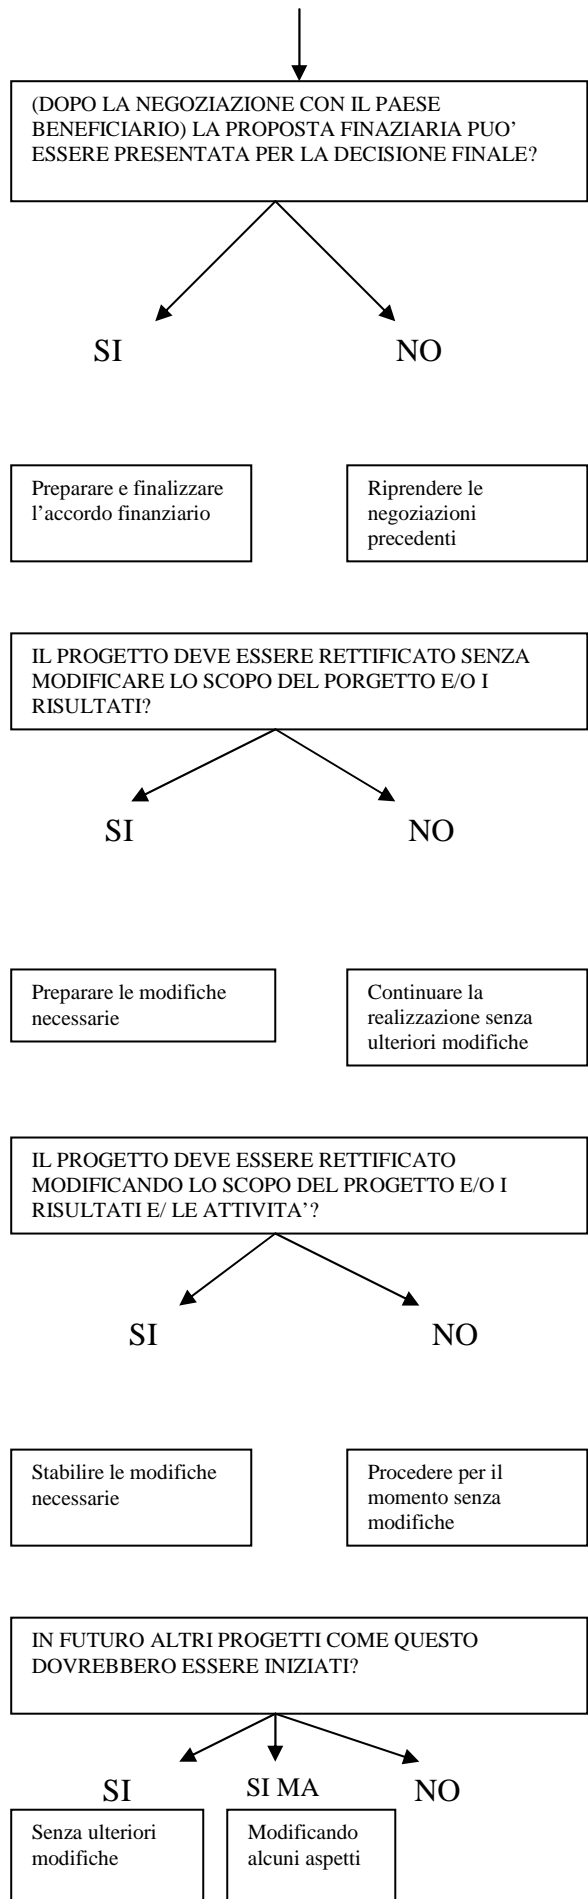 (DOPO LA NEGOZIAZIONE CON IL PAESE
BENEFICIARIO) LA PROPOSTA FINAZIARIA PUO’
ESSERE PRESENTATA PER LA DECISIONE FINALE?
SI
NO
Preparare e finalizzare
l’accordo finanziario
Riprendere le
negoziazioni
precedenti
IL PROGETTO DEVE ESSERE RETTIFICATO SENZA
MODIFICARE LO SCOPO DEL PORGETTO E/O I
RISULTATI?
SI
NO
Preparare le modifiche
necessarie
Continuare la
realizzazione senza
ulteriori modifiche
IL PROGETTO DEVE ESSERE RETTIFICATO
MODIFICANDO LO SCOPO DEL PROGETTO E/O I
RISULTATI E/ LE ATTIVITA’?
SI
NO
Stabilire le modifiche
necessarie
Procedere per il
momento senza
modifiche
IN FUTURO ALTRI PROGETTI COME QUESTO
DOVREBBERO ESSERE INIZIATI?
SI
SI MA
NO
Senza ulteriori
modifiche
Modificando
alcuni aspetti